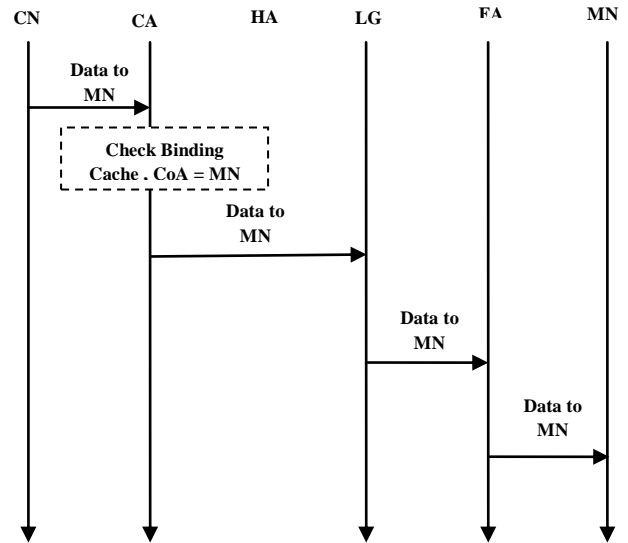 CN CA HA LG FA MN
Data to
MN
Check Binding
Cache . CoA = MN
Data to
MN
Data to
MN
Data to
MN